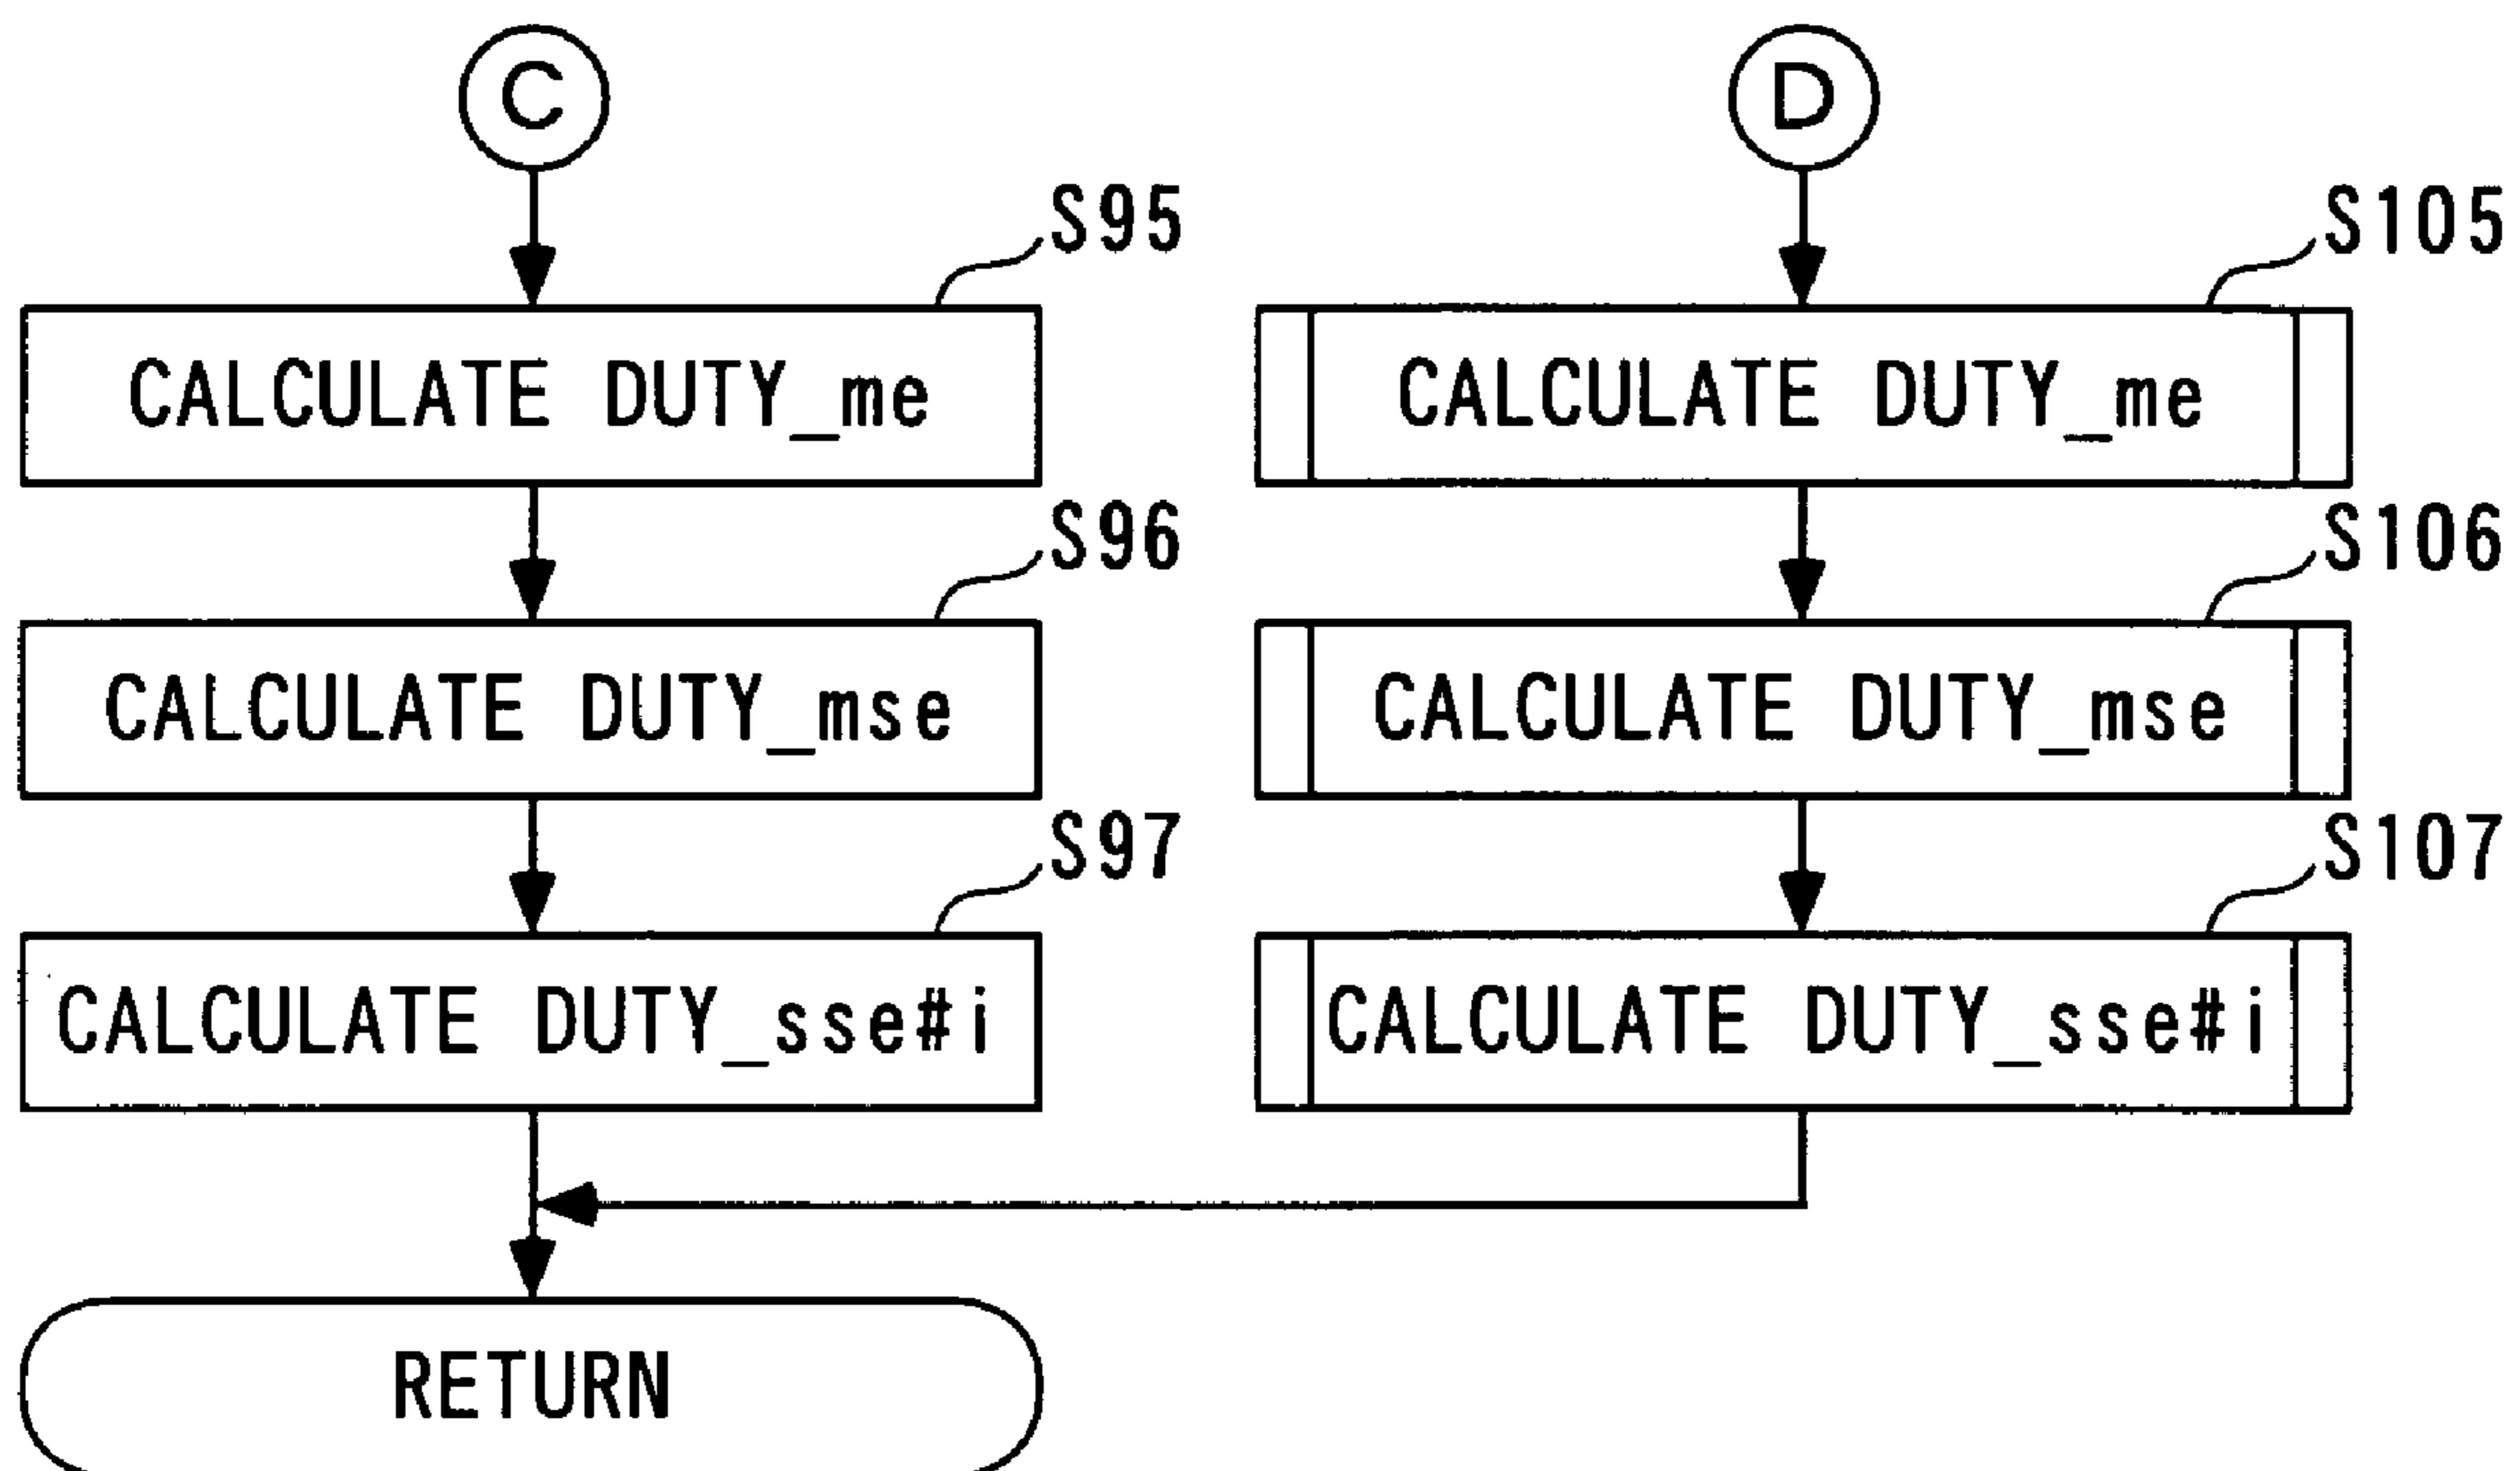 C
S95
CALCULATE DUTY_me
S96
CALCULATE DUTY_mse
S97
CALCULATE DUTY_sse#i
D
S105
CALCULATE DUTY_me
S106
CALCULATE DUTY_mse
S107
CALCULATE DUTY_sse#i
RETURN